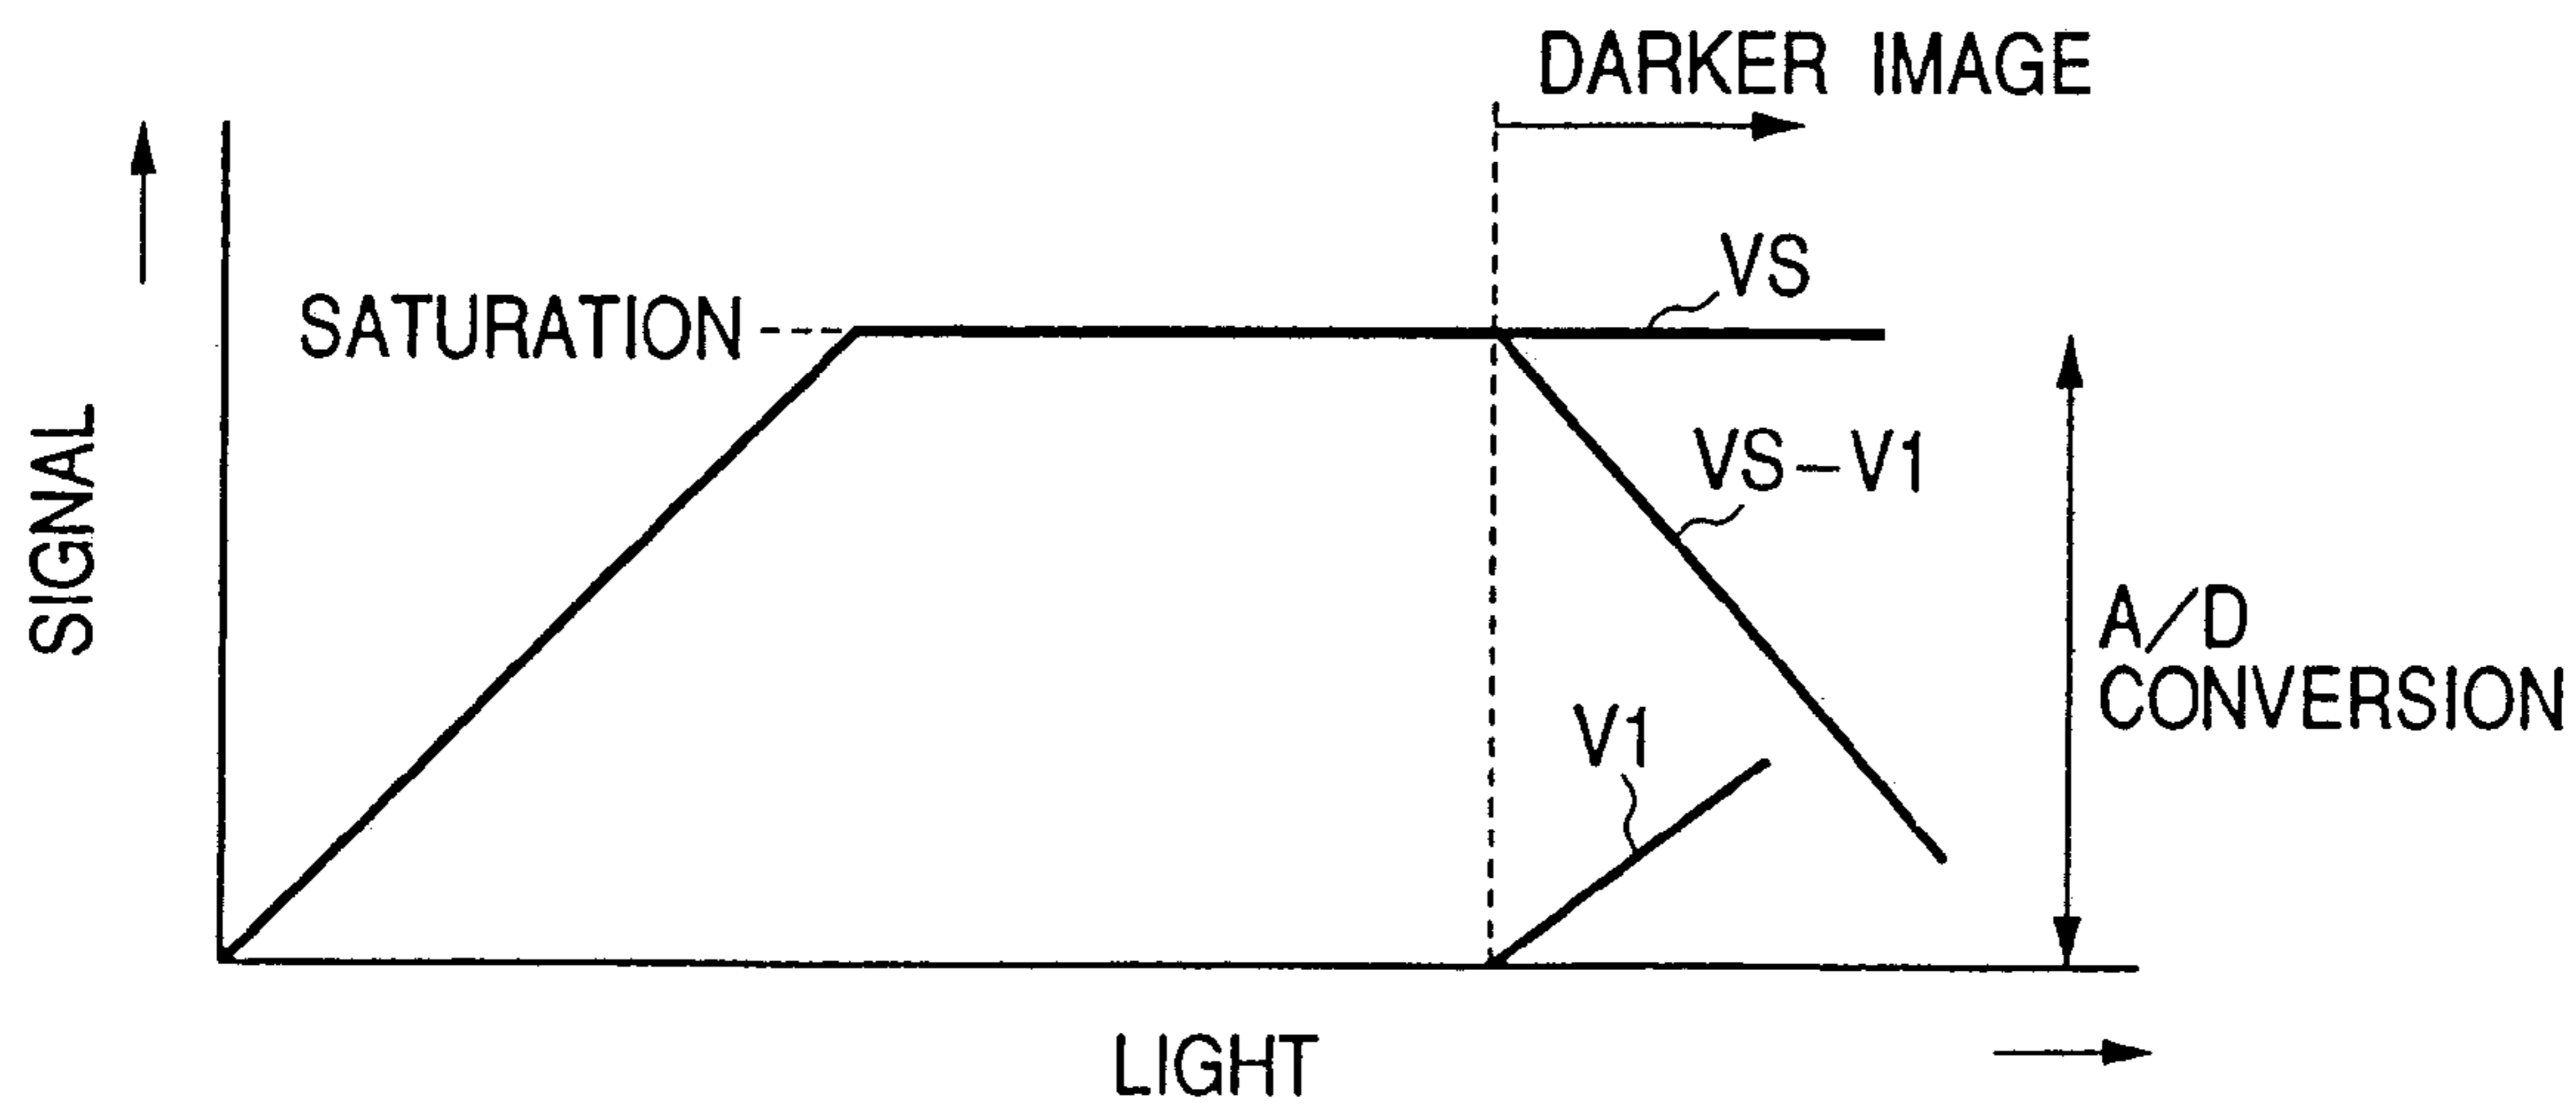 DARKER IMAGE
VS
SATURATION
VS-V1
SIGNAL
A/D
CONVERSION
V1
LIGHT